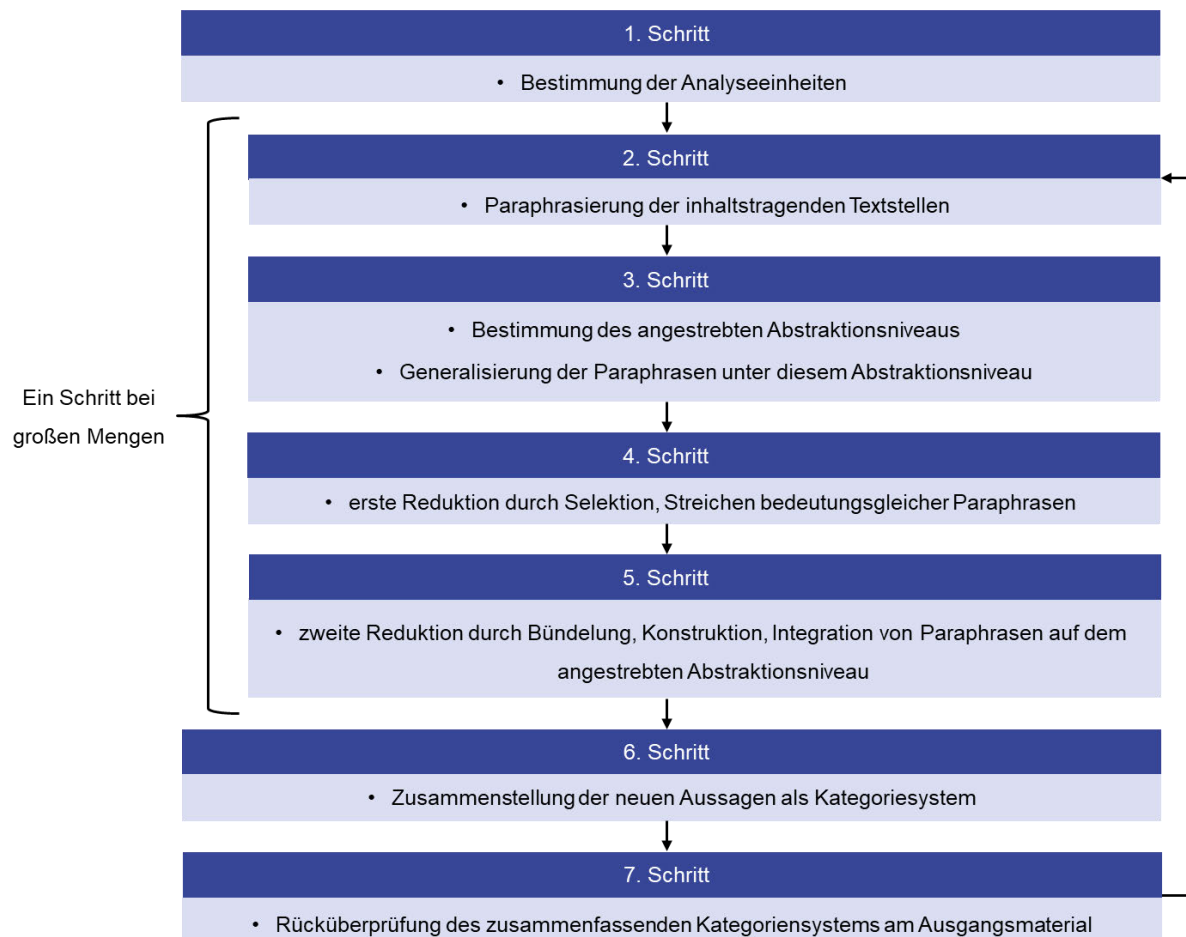 1. Schritt
• Bestimmung der Analyseeinheiten
2. Schritt
• Paraphrasierung der inhaltstragenden Textstellen
3. Schritt
• Bestimmung des angestrebten Abstraktionsniveaus
• Generalisierung der Paraphrasen unter diesem Abstraktionsniveau
Ein Schritt bei
großen Mengen
4. Schritt
• erste Reduktion durch Selektion, Streichen bedeutungsgleicher Paraphrasen
5. Schritt
• zweite Reduktion durch Bündelung, Konstruktion, Integration von Paraphrasen auf dem
angestrebten Abstraktionsniveau
6. Schritt
• Zusammenstellung der neuen Aussagen als Kategoriesystem
7. Schritt
• Rücküberprüfung des zusammenfassenden Kategoriensystems am Ausgangsmaterial